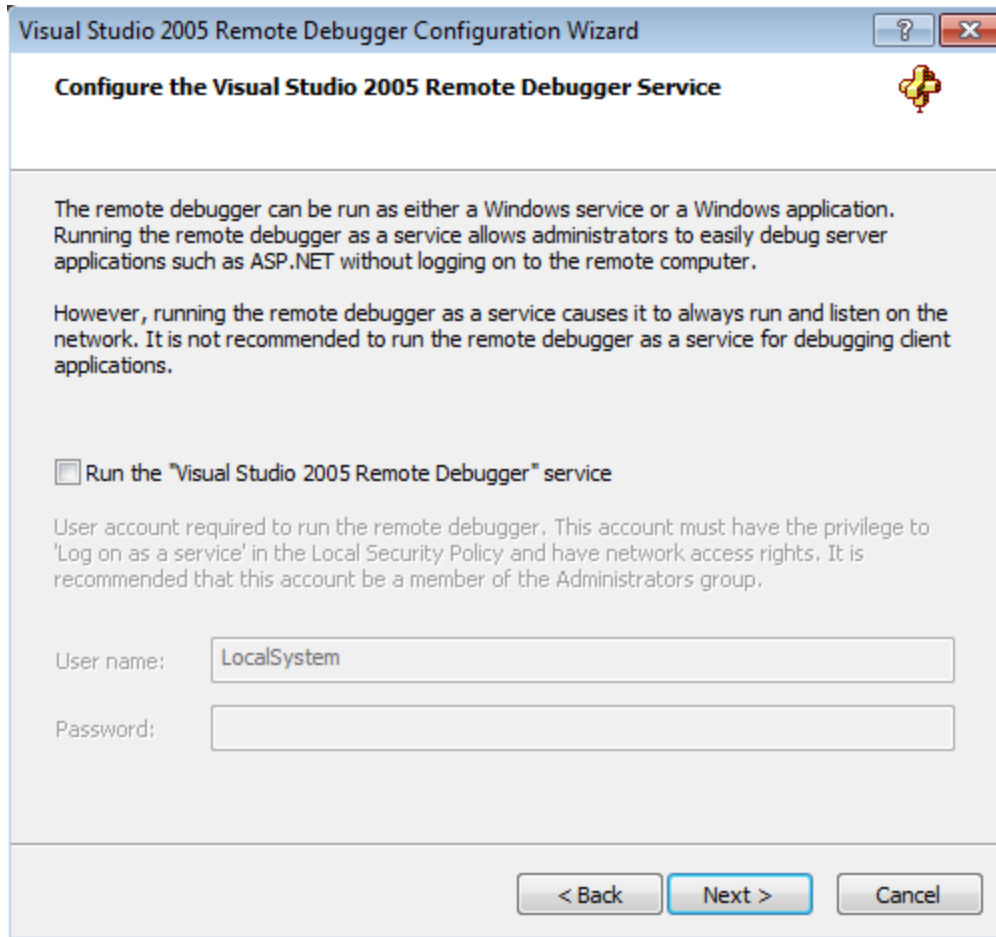 Visual Studio 2005 Remote Debugger Configuration Wizard
Configure the Visual Studio 2005 Remote Debugger Service
The remote debugger can be run as either a Windows service or a Windows application.
Running the remote debugger as a service allows administrators to easily debug server
applications such as ASP.NET without logging on to the remote computer.
However, running the remote debugger as a service causes it to always run and listen on the
network. It is not recommended to run the remote debugger as a service for debugging client
applications.
Run the "Visual Studio 2005 Remote Debugger" service
User account required to run the remote debugger. This account must have the privilege to
'Log on as a service' in the Local Security Policy and have network access rights. It is
recommended that this account be a member of the Administrators group.
User name: LocalSystem
Password:
< Back Next > Cancel